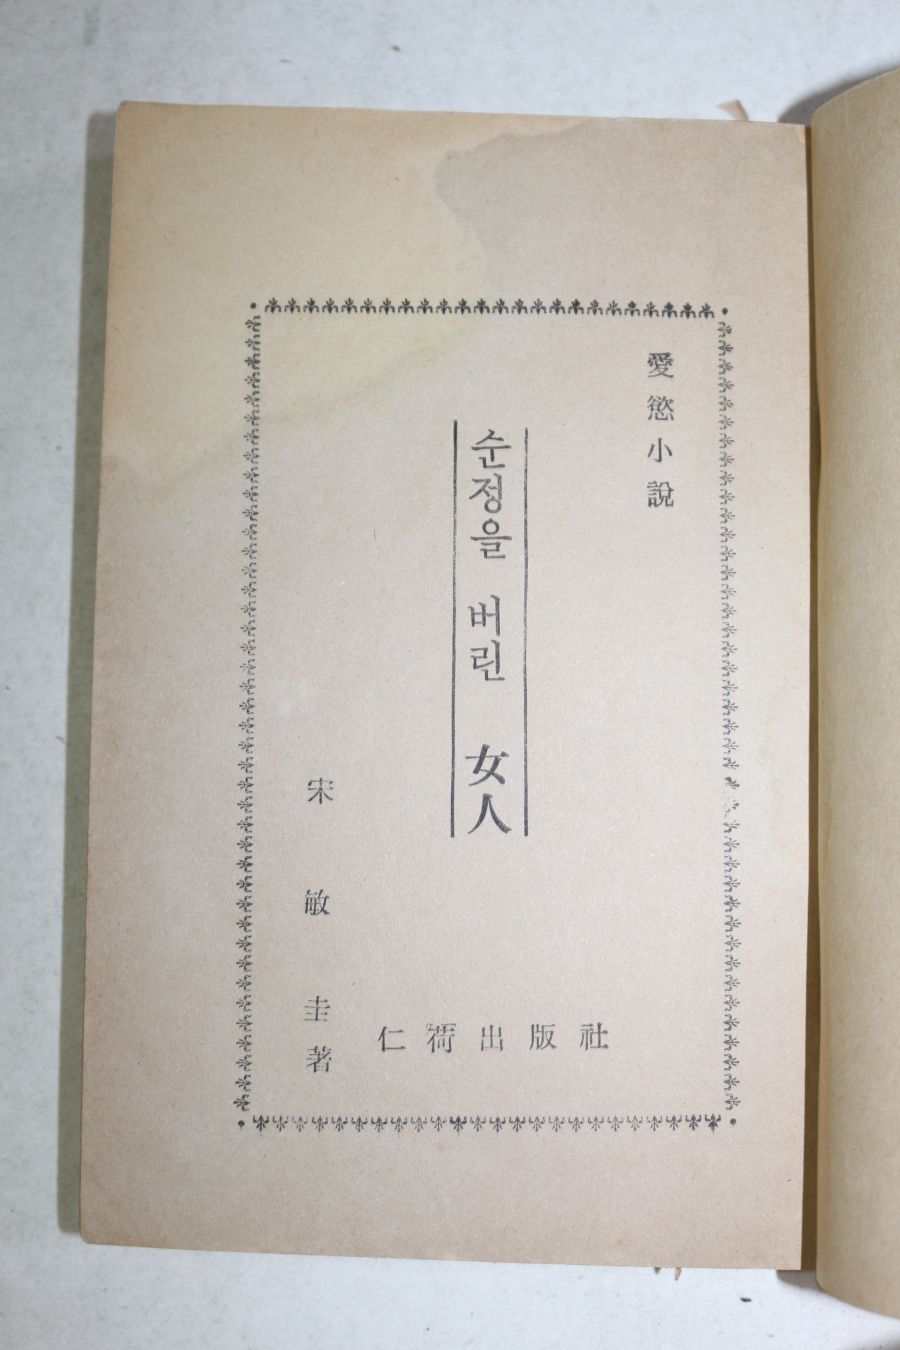 愛慾小說
순정을 버린 女人
宋敏圭著
仁荷出版社